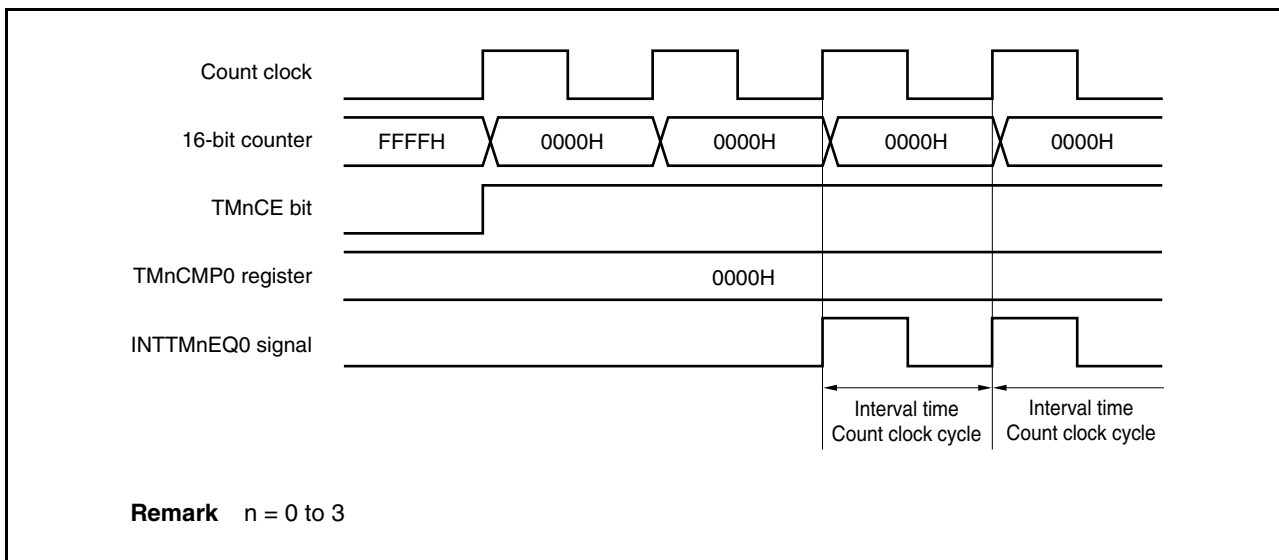 Count clock
16-bit counter FFFFH 0000H 0000H 0000H 0000H
TMnCE bit
TMnCMP0 register 0000H
INTTMnEQ0 signal
Interval time Interval time
Count clock cycle Count clock cycle
Remark n = 0 to 3